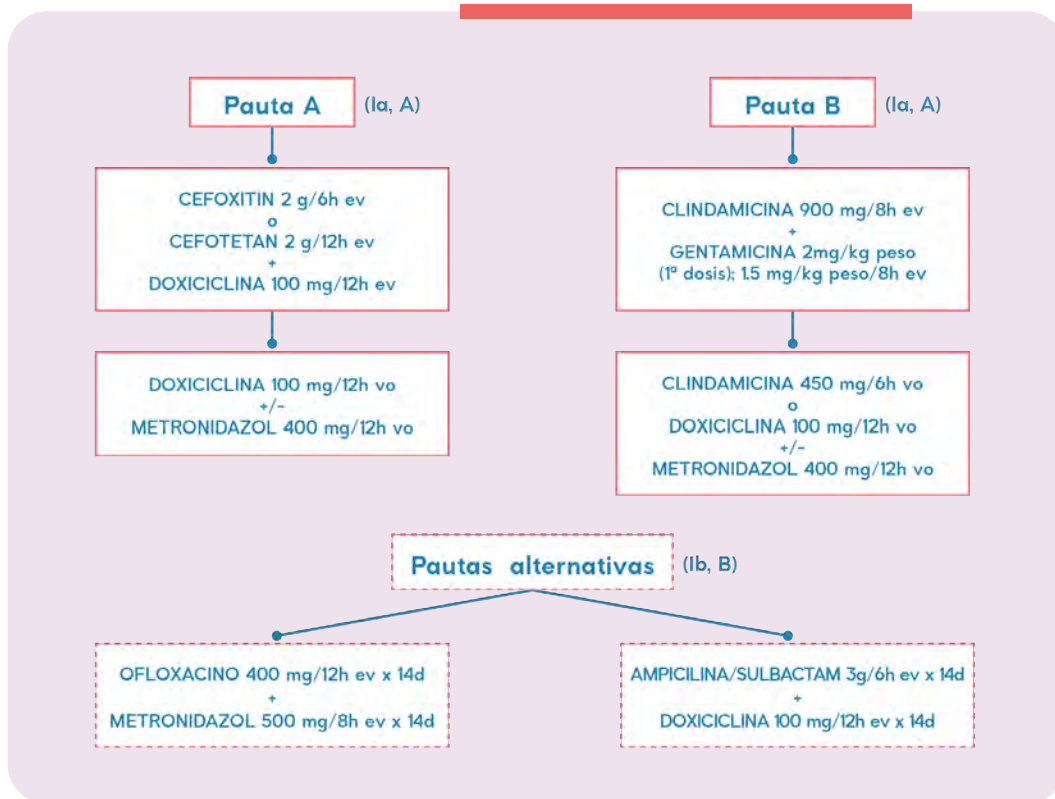 Pauta A (Ia, A)
CEFOXITIN 2 g/6h ev
o
CEFOTETAN 2 g/12h ev
+
DOXICICLINA 100 mg/12h ev
DOXICICLINA 100 mg/12h vo
+/-
METRONIDAZOL 400 mg/12h vo
Pauta B (Ia, A)
CLINDAMICINA 900 mg/8h ev
+
GENTAMICINA 2mg/kg peso
(1ª dosis); 1.5 mg/kg peso/8h ev
CLINDAMICINA 450 mg/6h vo
o
DOXICICLINA 100 mg/12h vo
+/-
METRONIDAZOL 400 mg/12h vo
Pautas alternativas (Ib, B)
OFLOXACINO 400 mg/12h ev x 14d
+
METRONIDAZOL 500 mg/8h ev x 14d
AMPICILINA/SULBACTAM 3g/6h ev x 14d
+
DOXICICLINA 100 mg/12h ev x 14d